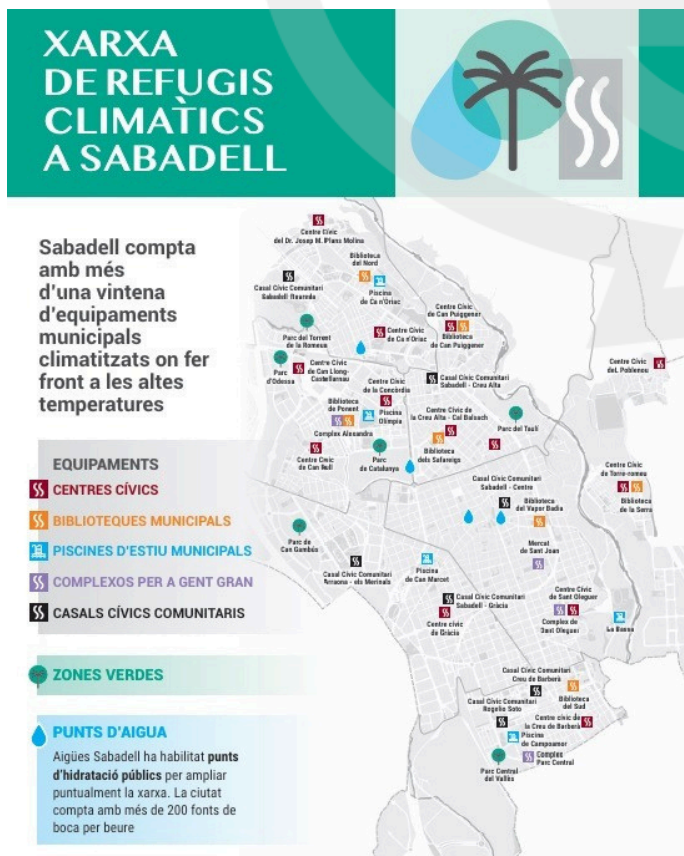 XARXA
DE REFUGIS
CLIMÀTICS
A SABADELL
Sabadell compta
amb més
d'una vintena
d'equipaments
municipals
climatitzats on fer
front a les altes
temperatures
EQUIPAMENTS
CENTRES CÍVICS
BIBLIOTEQUES MUNICIPALS
PISCINES D'ESTIU MUNICIPALS
COMPLEXOS PER A GENT GRAN
CASALS CÍVICS COMUNITARIS
ZONES VERDES
PUNTS D'AIGUA
Aigües Sabadell ha habilitat punts
d'hidratació públics per ampliar
puntualment la xarxa. La ciutat
compta amb més de 200 fonts de
boca per beure
Centre Cívic
del Dr. Josep M. Plans Molina
Biblioteca
del Nord
Casal Cívic Comunitari
Sabadell
Piscina
de Ca n'Oriac
Centre Cívic
de Can Puiggener
Biblioteca
de Can Puiggener
Parc del Torrent
de la Romeua
Centre Cívic
de Ca n'Oriac
Parc
d'Odessa
Centre Cívic
de Can Llong-
Castellarnau
Centre Cívic
de la Concòrdia
Casal Cívic Comunitari
Sabadell - Creu Alta
Centre Cívic
de L Poblenou
Biblioteca
de Ponent
Complex Alexandra
Piscina
Olímpia
Centre Cívic de
la Creu Alta - Cal Balsach
Parc del Taulí
Centre Cívic
de Can Rull
Parc
de Catalunya
Biblioteca
dels Safareigs
Casal Cívic Comunitari
Sabadell - Centre
Centre Cívic
de Torre-romeu
Biblioteca
de la Serra
Biblioteca
del Vapor Badia
Parc de
Can Gambús
Mercat
de Sant Joan
Casal Cívic Comunitari
Arraona - els Merinals
Piscina
de Can Marcet
Casal Cívic Comunitari
Sabadell - Gràcia
Centre cívic
de Gràcia
Centre Cívic
de Sant Oleguer
Complex de
Sant Oleguer
La Bassa
Casal Cívic Comunitari
Creu de Barberà
Casal Cívic Comunitari
Rogelio Soto
Biblioteca
del Sud
Centre cívic de
la Creu de Barberà
Piscina
de Campoamor
Complex
Parc Central
Parc Central
del Vallès